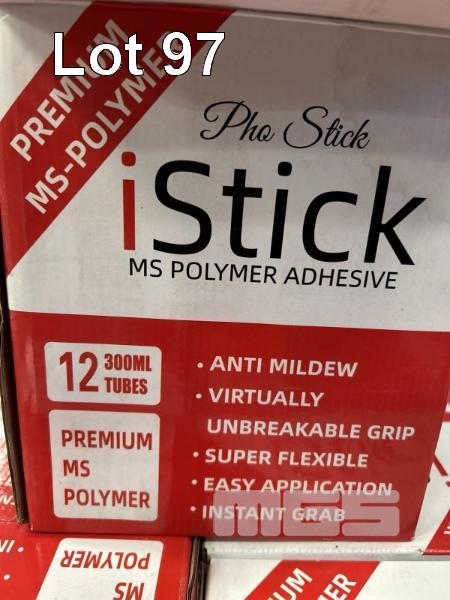 Lot 97
PREMIUM
MS-POLYMER
Pho Stick
iStick
MS POLYMER ADHESIVE
12 300ML
TUBES
PREMIUM
MS
POLYMER
• ANTI MILDEW
• VIRTUALLY
UNBREAKABLE GRIP
• SUPER FLEXIBLE
• EASY APPLICATION
• INSTANT GRAB
MS
POLYMER